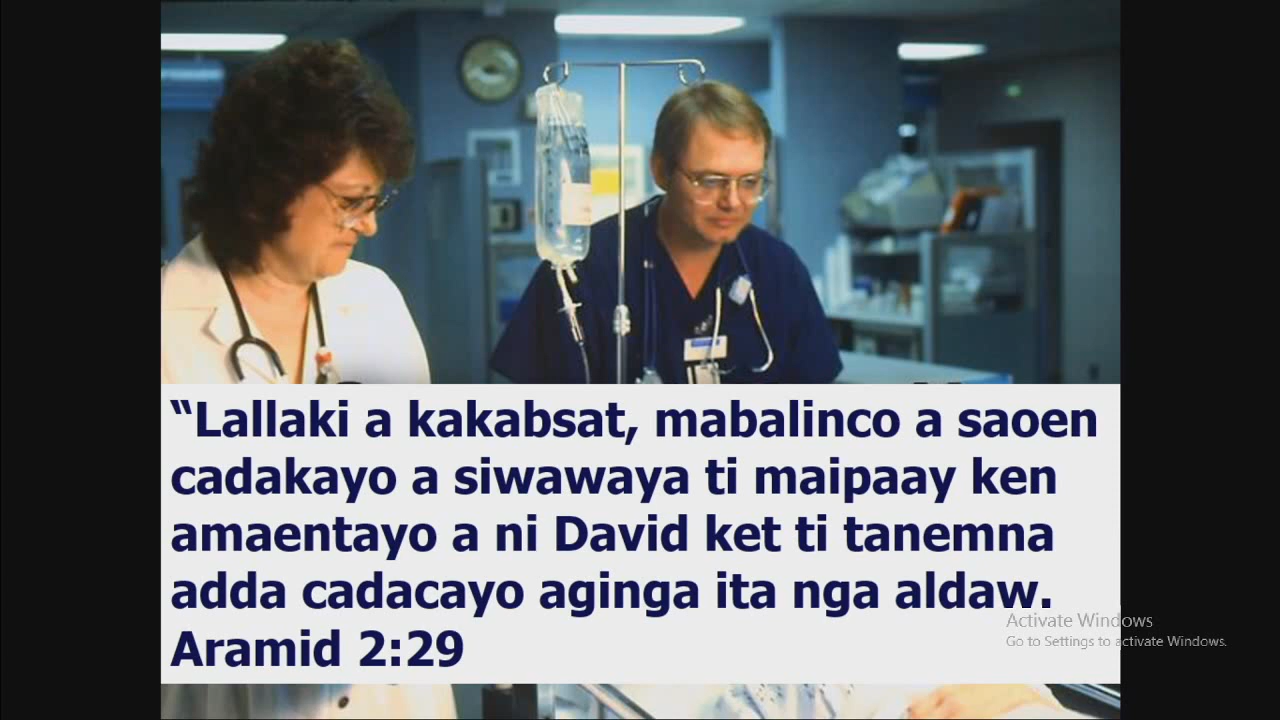 “Lallaki a kakabsat, mabalinco a saoen
cadakayo a siwawaya ti maipaay ken
amaentayo a ni David ket ti tanemna
adda cadacayo aginga ita nga aldaw.
Aramid 2:29
Activate Windows
Go to Settings to activate Windows.